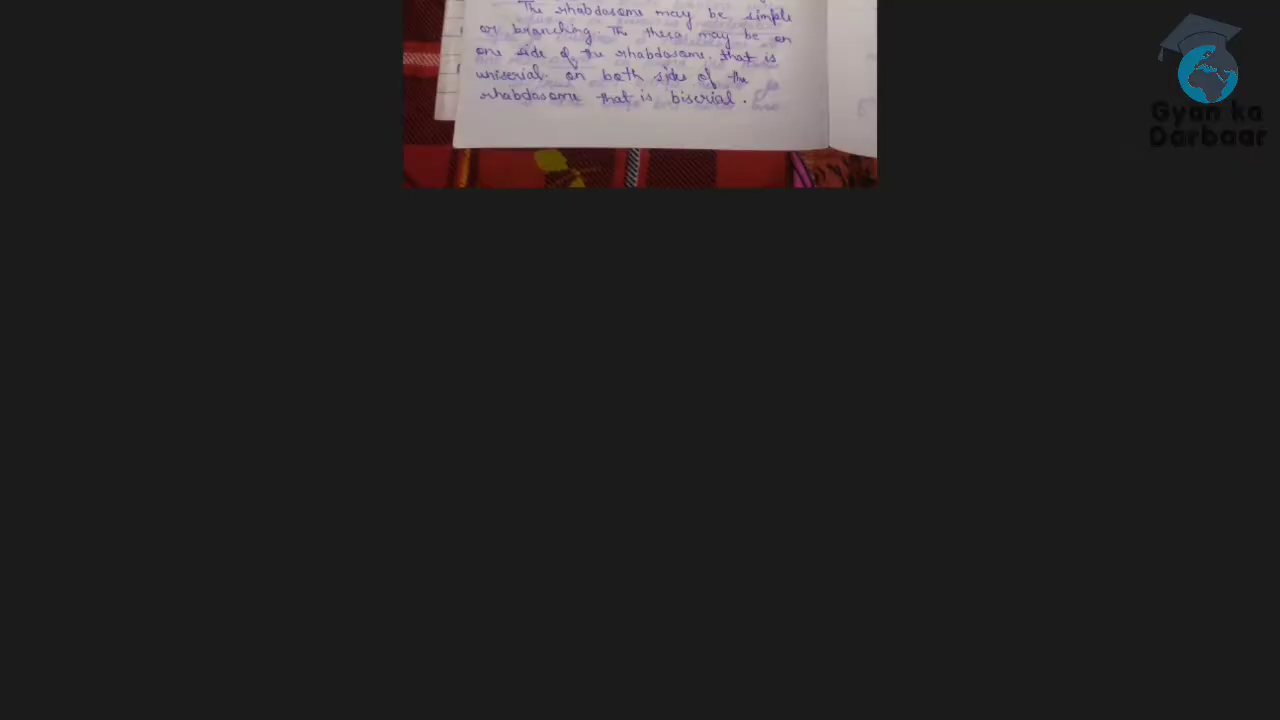 The rhabdosome may be simple
or branching. The theca may be on
one side of the rhabdosome. that is
uniserial on both side of the
rhabdosome that is biserial.
Gyan ka
Darbaar